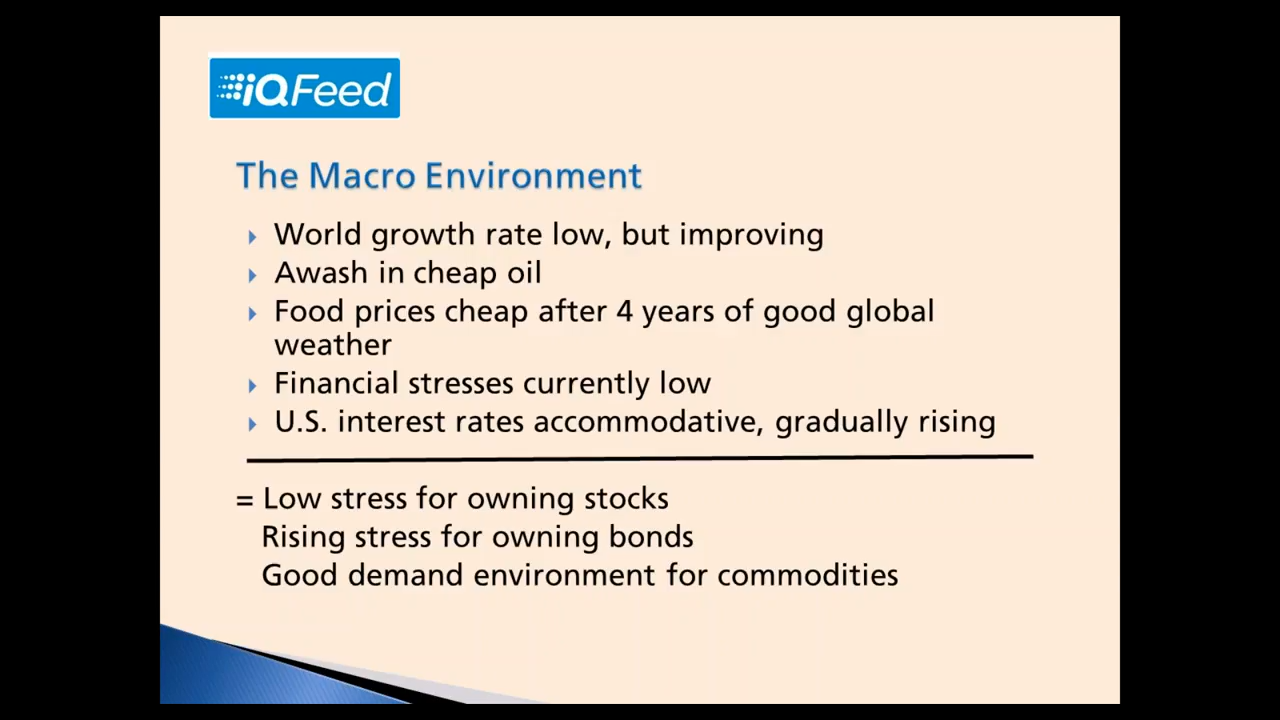 iQFeed
The Macro Environment
World growth rate low, but improving
Awash in cheap oil
Food prices cheap after 4 years of good global
weather
Financial stresses currently low
U.S. interest rates accommodative, gradually rising
= Low stress for owning stocks
Rising stress for owning bonds
Good demand environment for commodities